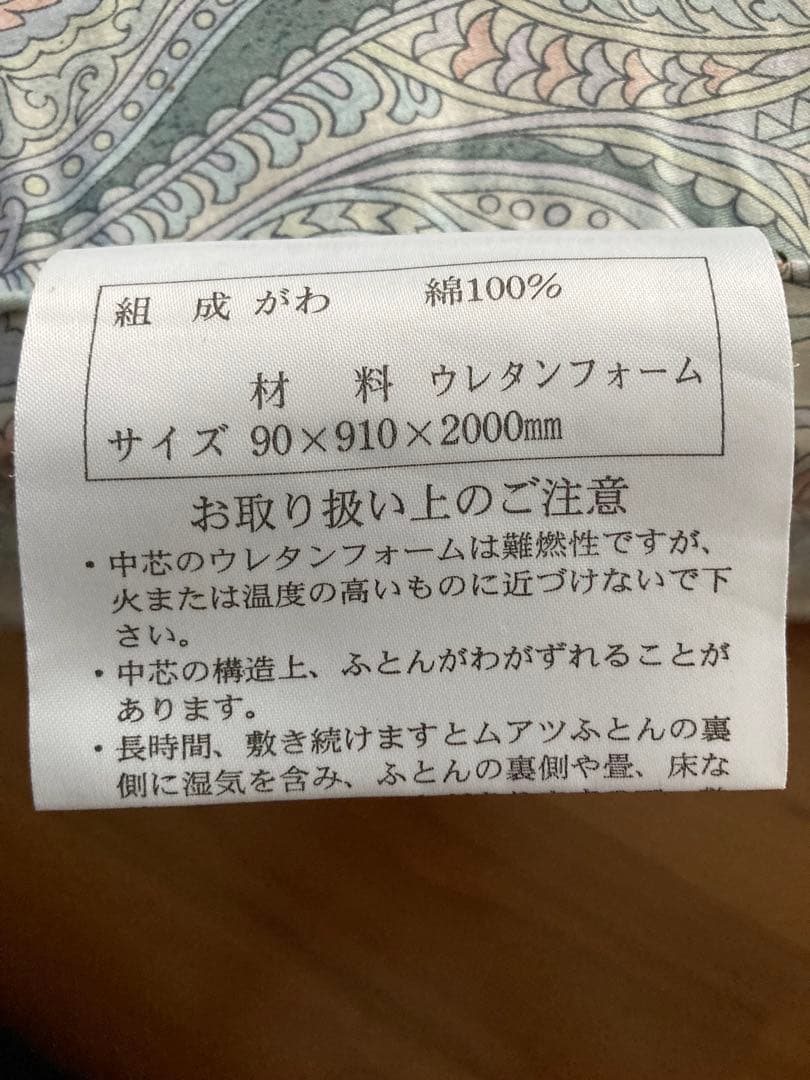 組 成 がわ 綿100%
材 料 ウレタンフォーム
サイズ 90×910×2000mm
お取り扱い上のご注意
・中芯のウレタンフォームは難燃性ですが、
火または温度の高いものに近づけないで下
さい。
・中芯の構造上、ふとんがわがずれることが
あります。
・長時間、敷き続けますとムアツふとんの裏
側に湿気を含み、ふとんの裏側や畳、床な